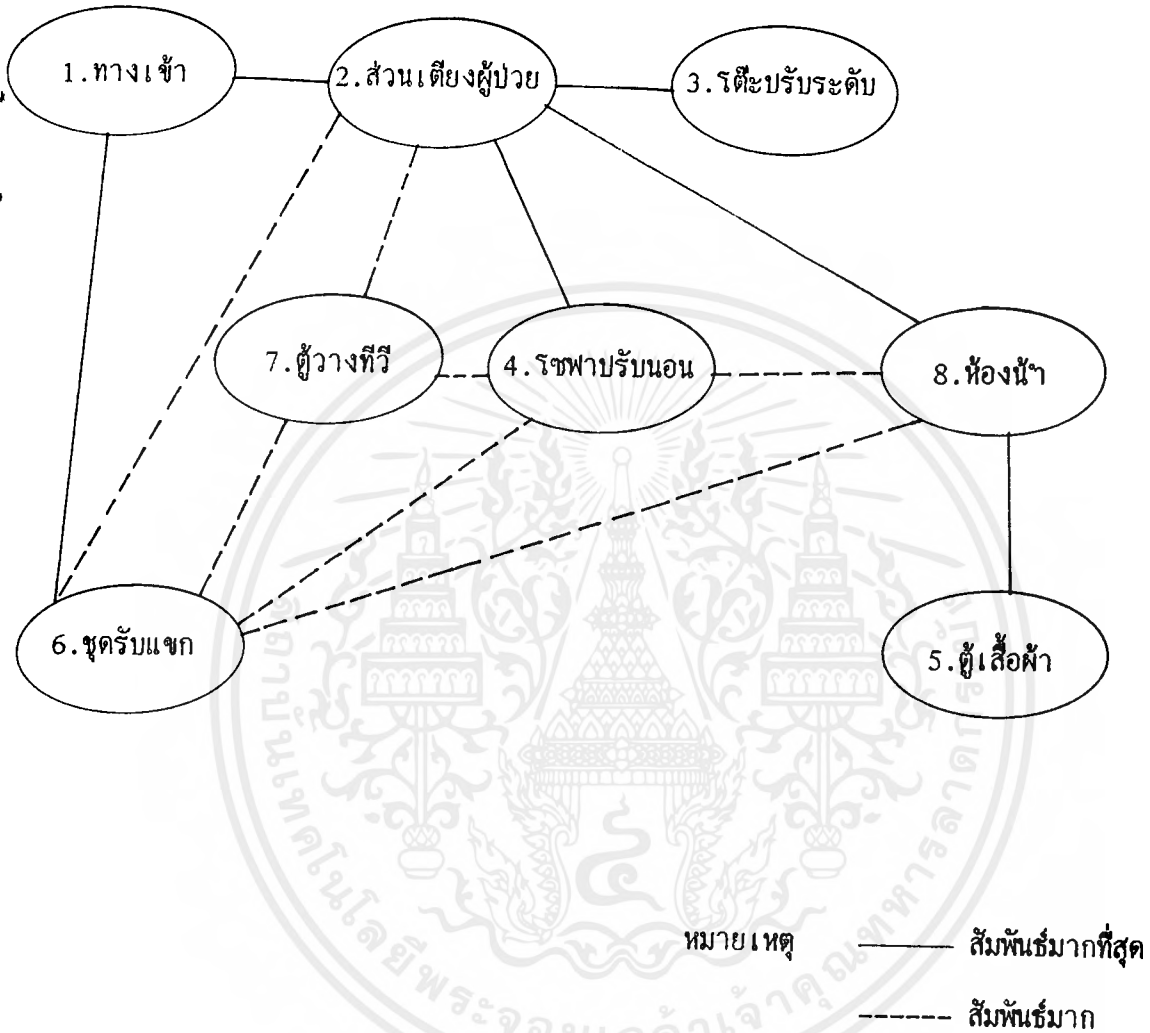 1.ทางเข้า
2.ส่วนเตียงผู้ป่วย
3.โต๊ะปรับระดับ
7.ตู้วางทีวี
4.โซฟาปรับนอน
8.ห้องน้ำ
6.ชุดรับแขก
5.ตู้เสื้อผ้า
หมายเหตุ
สัมพันธ์มากที่สุด
สัมพันธ์มาก